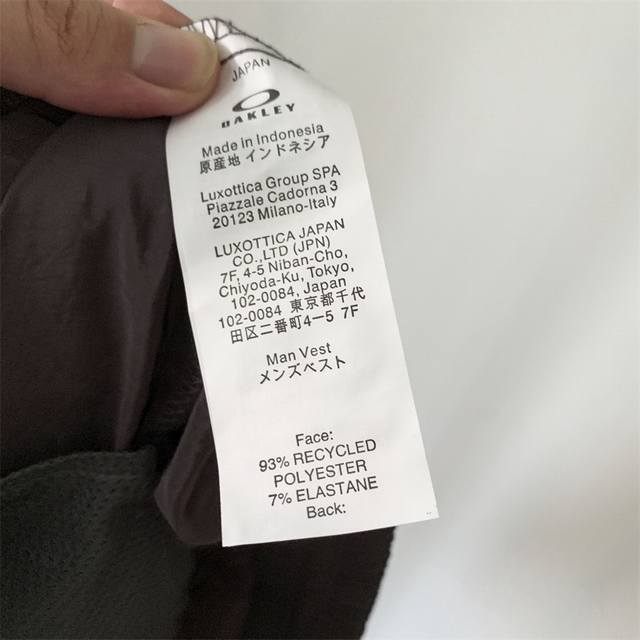 JAPAN
OAKLEY
Made in Indonesia
原産地 インドネシア
Luxottica Group SPA
Piazzale Cadorna 3
20123 Milano-Italy
LUXOTTICA JAPAN
CO.,LTD (JPN)
7F, 4-5 Niban-Cho,
Chiyoda-Ku, Tokyo,
102-0084, Japan
102-0084 東京都千代
田区二番町4-5 7F
Man Vest
メンズベスト
Face:
93% RECYCLED
POLYESTER
7% ELASTANE
Back: